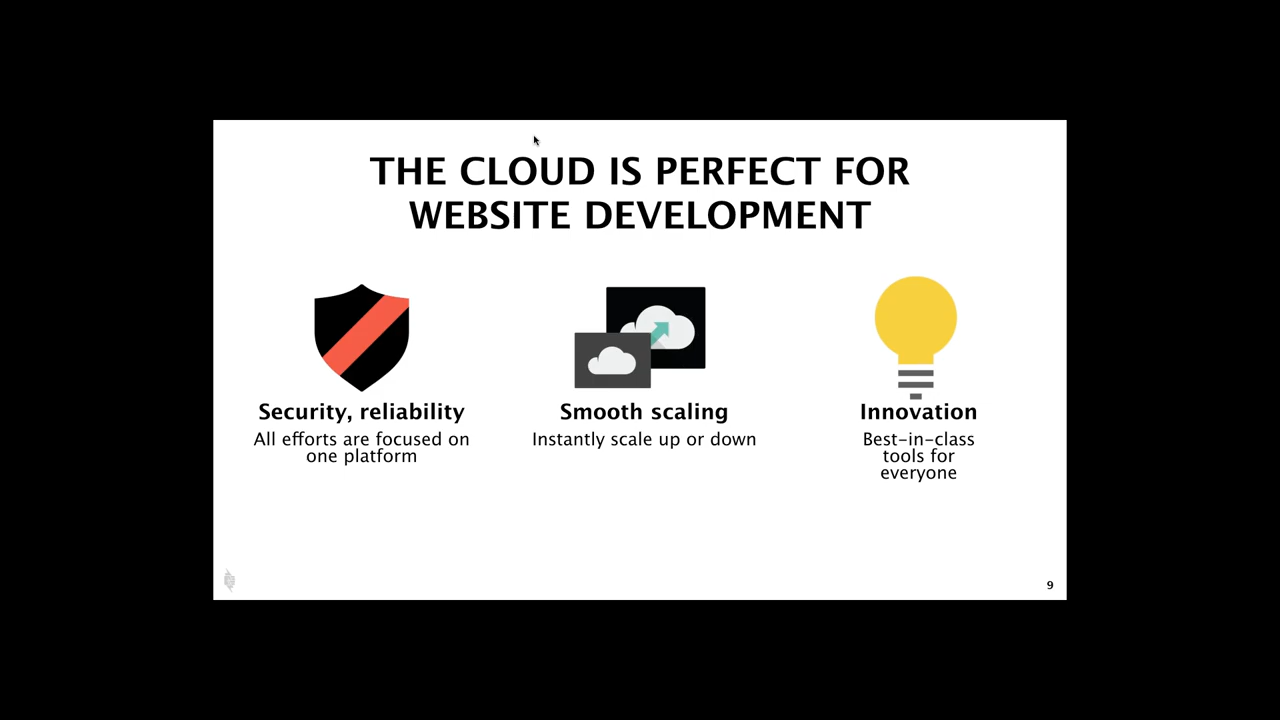 THE CLOUD IS PERFECT FOR
WEBSITE DEVELOPMENT
Security, reliability
All efforts are focused on
one platform
Smooth scaling
Instantly scale up or down
Innovation
Best-in-class
tools for
everyone
9